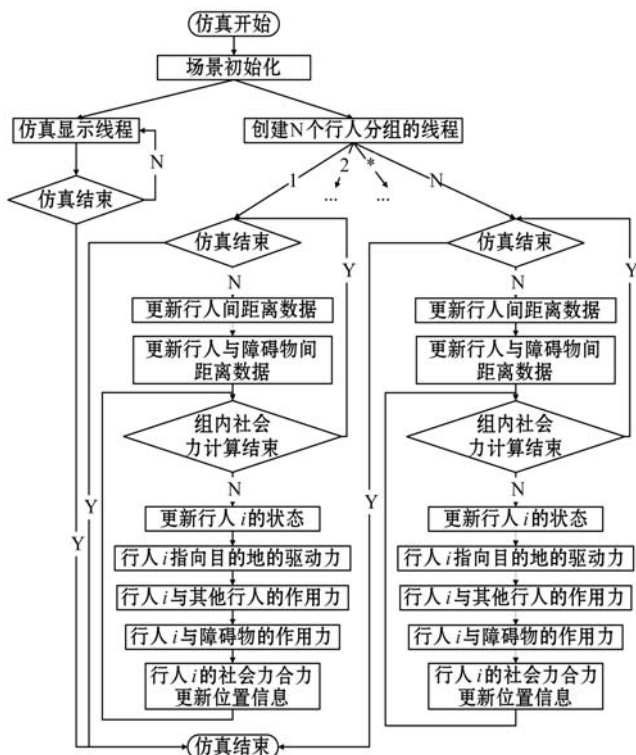 仿真开始
场景初始化
仿真显示线程
创建N个行人分组的线程
N
1
2
*
N
...
...
仿真结束
仿真结束
仿真结束
Y
Y
N
N
更新行人间距离数据
更新行人间距离数据
更新行人与障碍物间
距离数据
更新行人与障碍物间
距离数据
组内社会
力计算结束
组内社会
力计算结束
N
N
Y
Y
Y
更新行人i的状态
更新行人i的状态
行人i指向目的地的驱动力
行人i指向目的地的驱动力
行人i与其他行人的作用力
行人i与其他行人的作用力
行人i与障碍物的作用力
行人i与障碍物的作用力
行人i的社会力合力
更新位置信息
行人i的社会力合力
更新位置信息
仿真结束